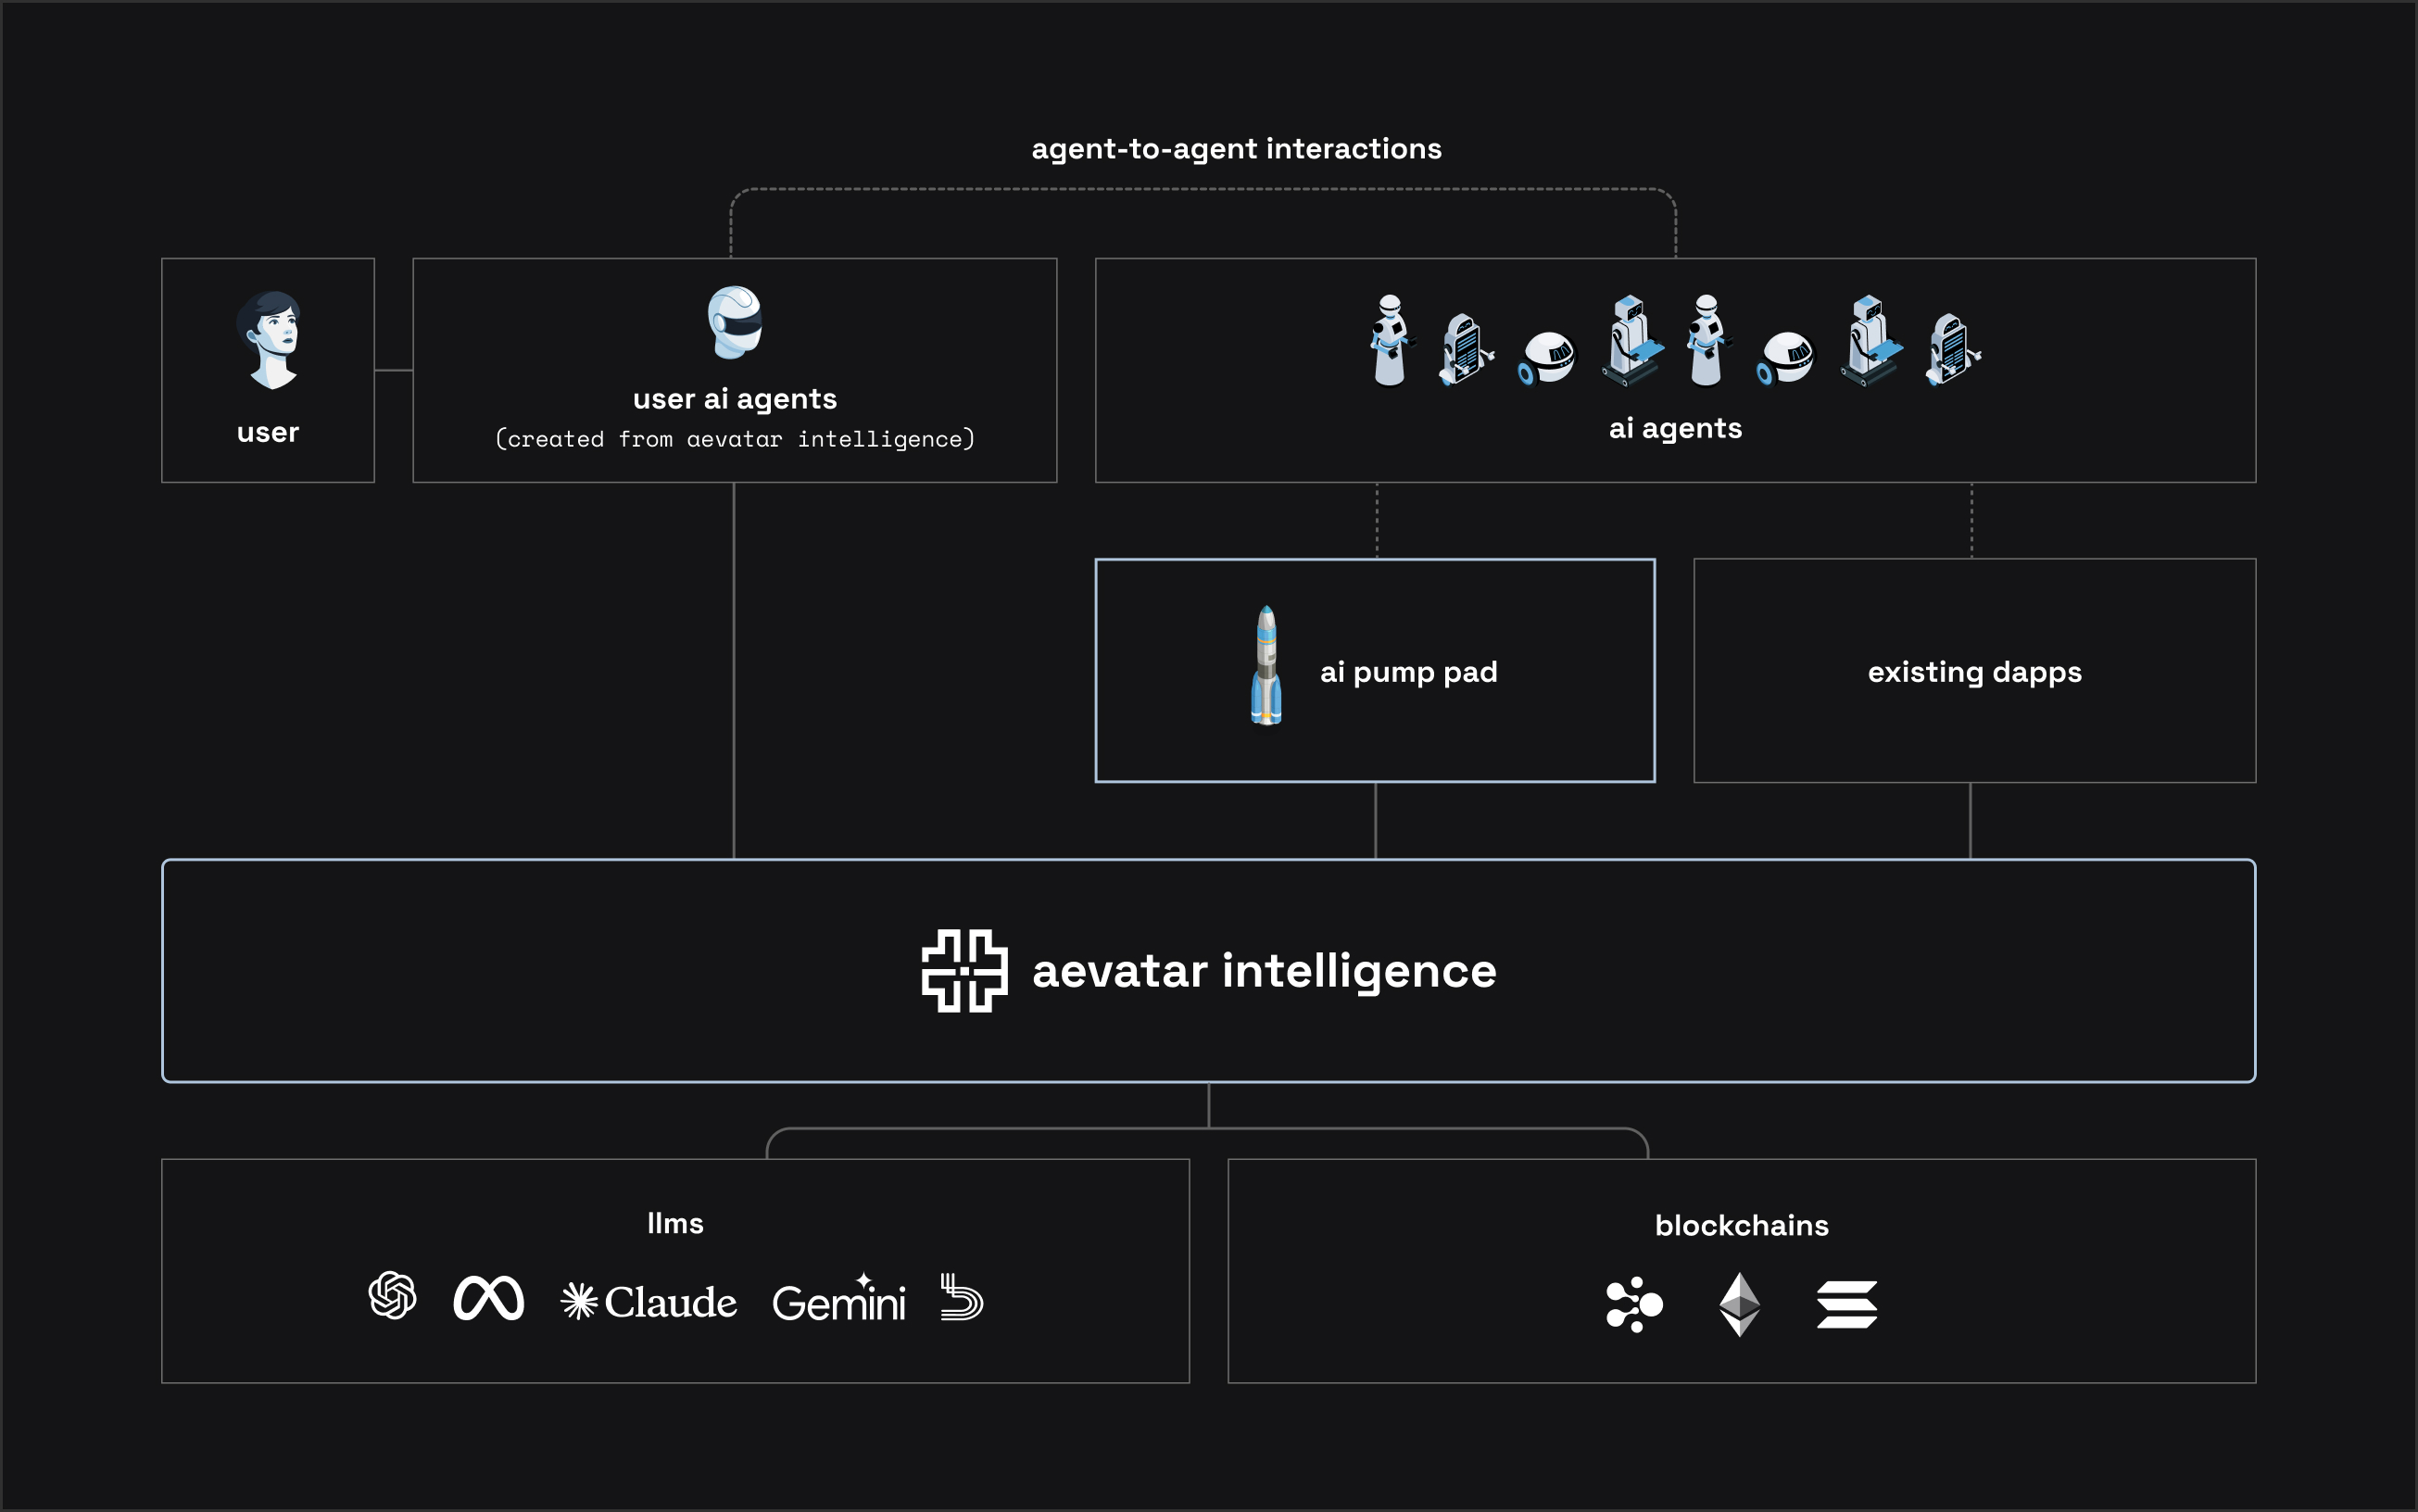 agent-to-agent interactions
user
user ai agents
(created from aevatar intelligence)
ai agents
ai pump pad
existing dapps
aevatar intelligence
llms
Claude
Gemini
blockchains